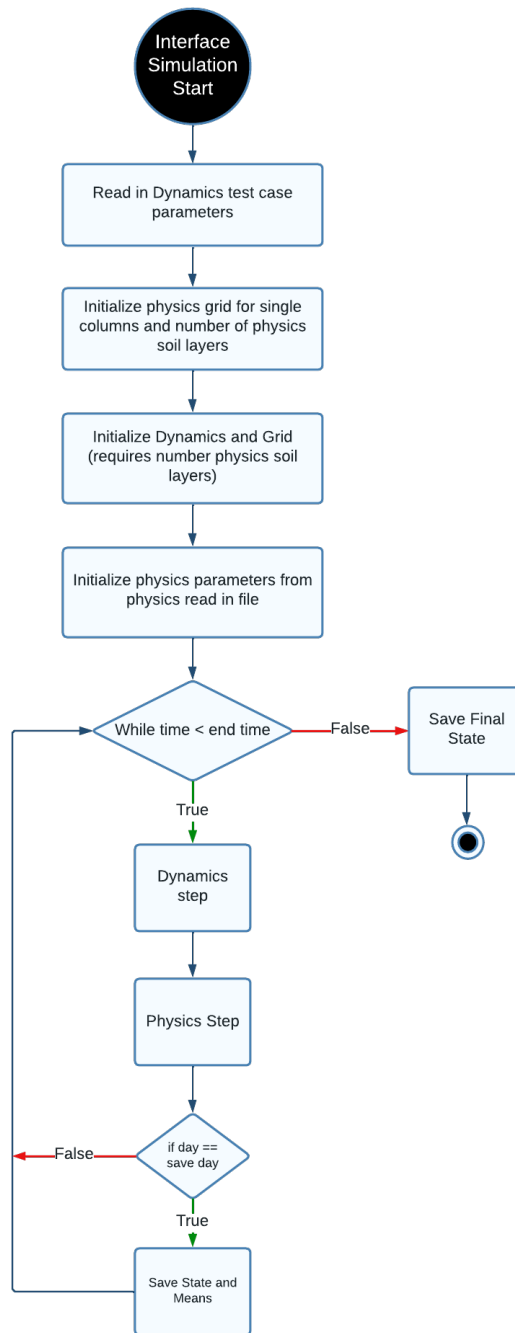 Interface
Simulation
Start
Read in Dynamics test case
parameters
Initialize physics grid for single
columns and number of physics
soil layers
Initialize Dynamics and Grid
(requires number physics soil
layers)
Initialize physics parameters from
physics read in file
While time < end time
False
Save Final
State
True
Dynamics
step
Physics Step
if day ==
save day
False
True
Save State and
Means